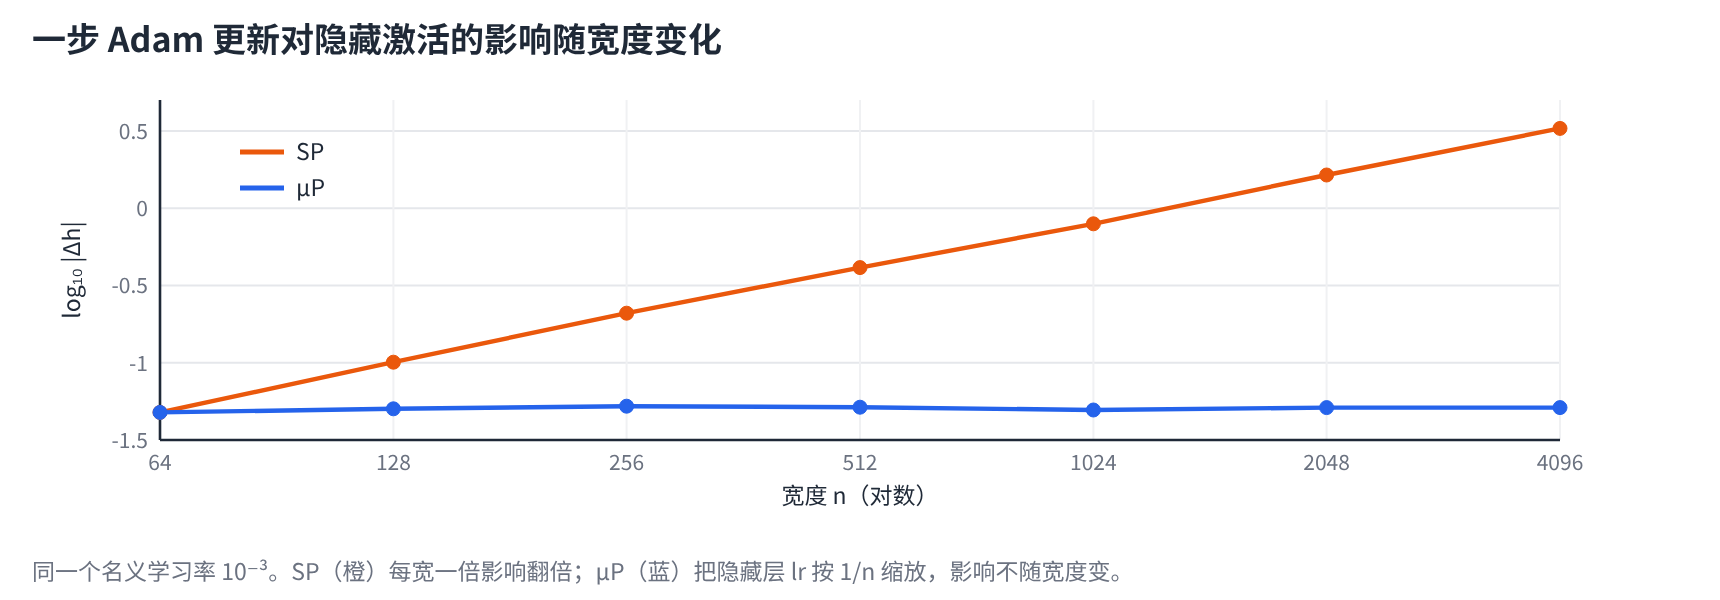 一步 Adam 更新对隐藏激活的影响随宽度变化
SP
μP
log₁₀ |Δh|
0.5
0
-0.5
-1
-1.5
64 128 256 512 1024 2048 4096
宽度 n（对数）
同一个名义学习率 10⁻³。SP（橙）每宽一倍影响翻倍；μP（蓝）把隐藏层 lr 按 1/n 缩放，影响不随宽度变。